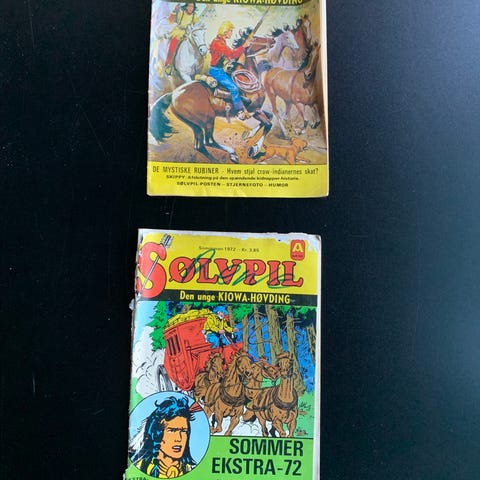 Den unge KIOWA-HØVDING
DE MYSTISKE RUBINER - Hvem stjal crow-indianernes skat?
SKIPPY: Afslutning på den spændende kidnapper-historie.
SØLVPIL-POSTEN - STJERNEFOTO - HUMOR
Sommeren 1972 - Kr. 3,85
A
SØLVPIL
Den unge KIOWA-HØVDING
SOMMER
EKSTRA-72